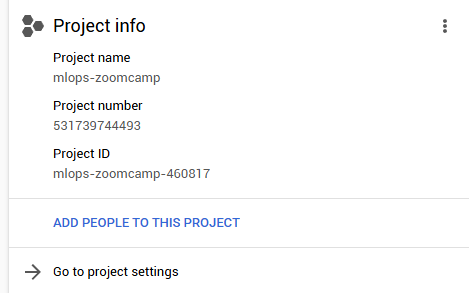 Project info
Project name
mlops-zoomcamp
Project number
531739744493
Project ID
mlops-zoomcamp-460817
ADD PEOPLE TO THIS PROJECT
Go to project settings